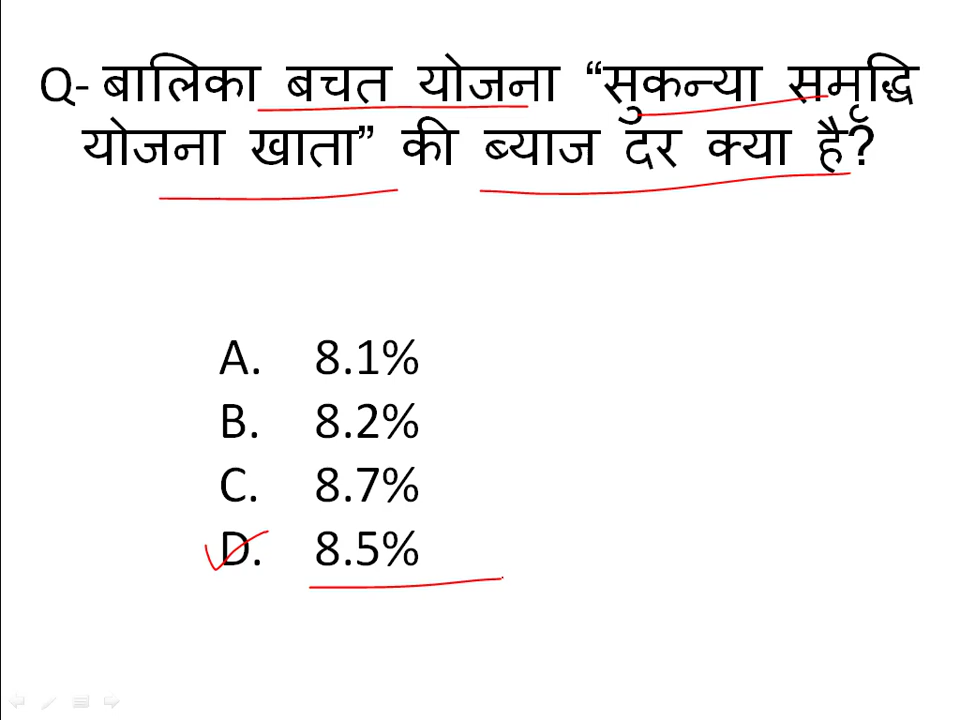 Q- बालिका बचत योजना “सुकन्या समृद्धि
योजना खाता” की ब्याज दर क्या है?
A. 8.1%
B. 8.2%
C. 8.7%
D. 8.5%